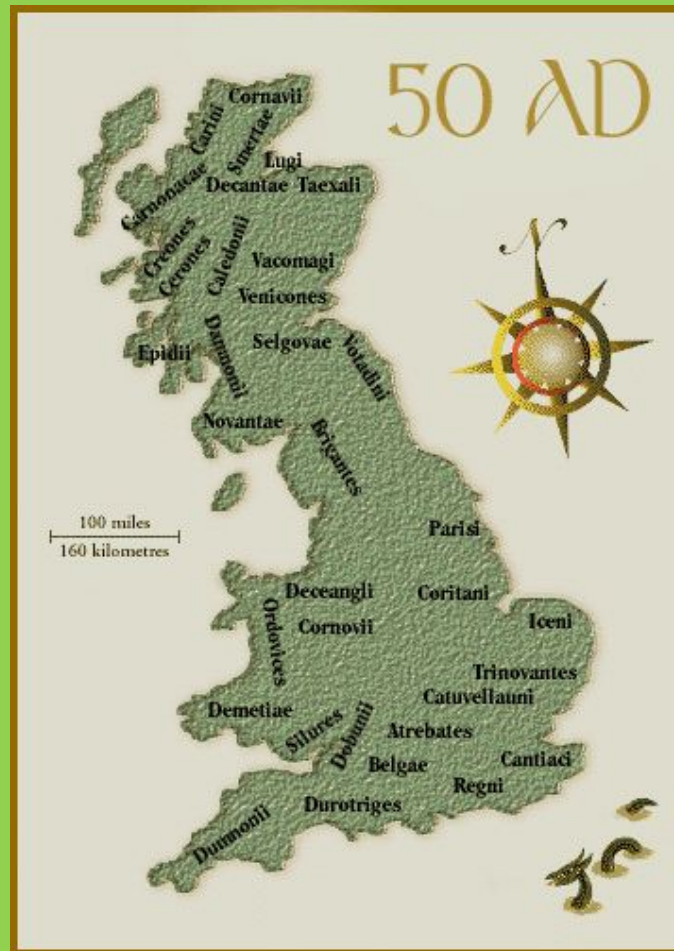 50 AD
Cornavii
Carini
Smertae
Lugi
Carnonacae
Decantae
Taexali
Creones
Cerones
Caledonii
Vacomagi
Venicones
Epidii
Damnonii
Selgovae
Votadini
Novantae
Brigantes
N
100 miles
160 kilometres
Parisi
Deceangli
Coritani
Ordovices
Cornovii
Iceni
Trinovantes
Catuvellauni
Demetiae
Silures
Dobunii
Atrebates
Belgae
Cantiaci
Regni
Durotriges
Dumnonii